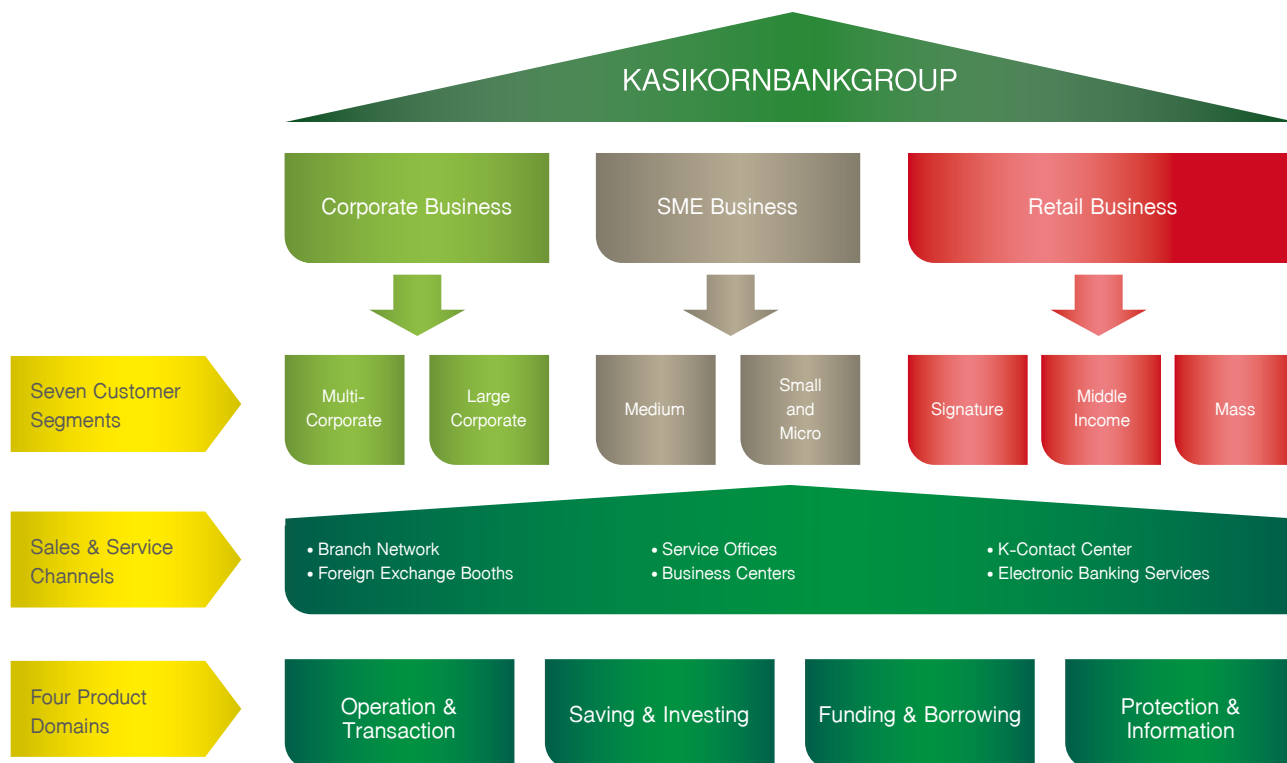 KASIKORNBANKGROUP
Corporate Business
SME Business
Retail Business
Seven Customer
Segments
Multi-
Corporate
Large
Corporate
Medium
Small
and
Micro
Signature
Middle
Income
Mass
Sales & Service
Channels
• Branch Network
• Foreign Exchange Booths
• Service Offices
• Business Centers
• K-Contact Center
• Electronic Banking Services
Four Product
Domains
Operation &
Transaction
Saving & Investing
Funding & Borrowing
Protection &
Information